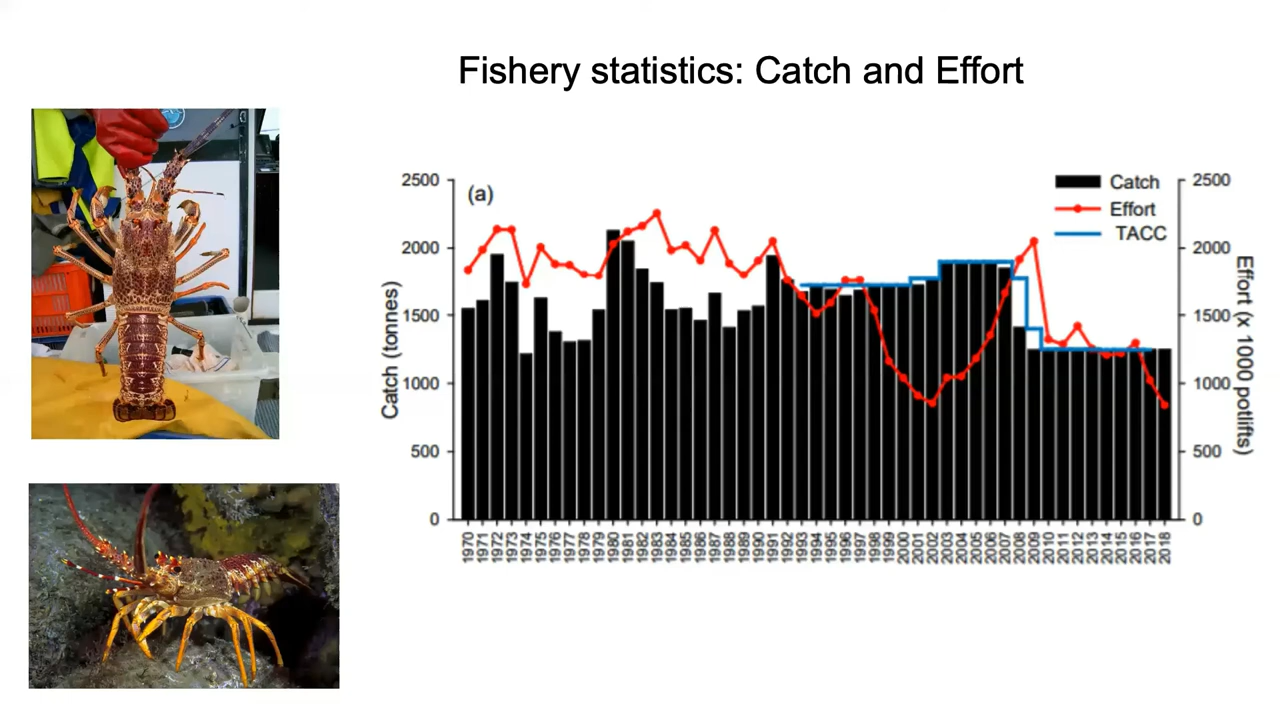 Fishery statistics: Catch and Effort
(a)
Catch
Effort
TACC
Catch (tonnes)
2500
2000
1500
1000
500
0
2500
2000
1500
1000
500
0
Effort (x 1000 potlifts)
1970 1971 1972 1973 1974 1975 1976 1977 1978 1979 1980 1981 1982 1983 1984 1985 1986 1987 1988 1989 1990 1991 1992 1993 1994 1995 1996 1997 1998 1999 2000 2001 2002 2003 2004 2005 2006 2007 2008 2009 2010 2011 2012 2013 2014 2015 2016 2017 2018